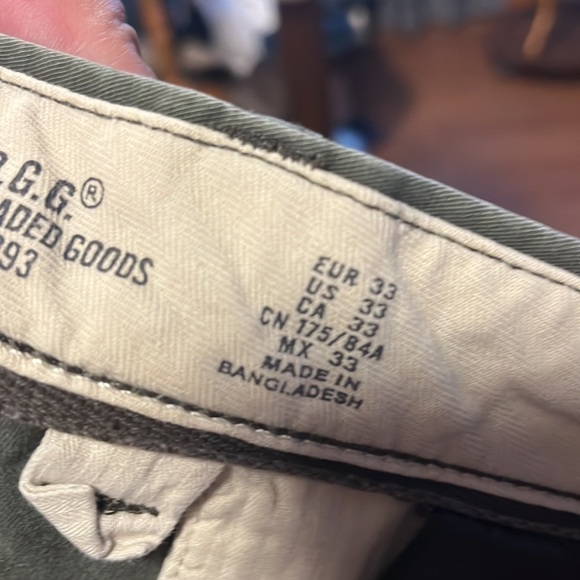 .G.G.®
ADED GOODS
93
EUR 33
US 33
CA 33
CN 175/84A
MX 33
MADE IN
BANGLADESH